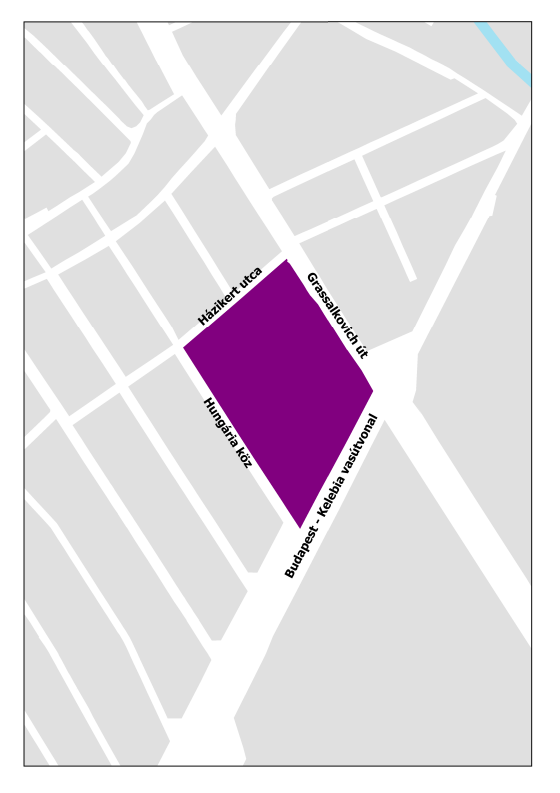 Házikert utca
Grassalkovich út
Hungária köz
Budapest - Kelebia vasútvonal